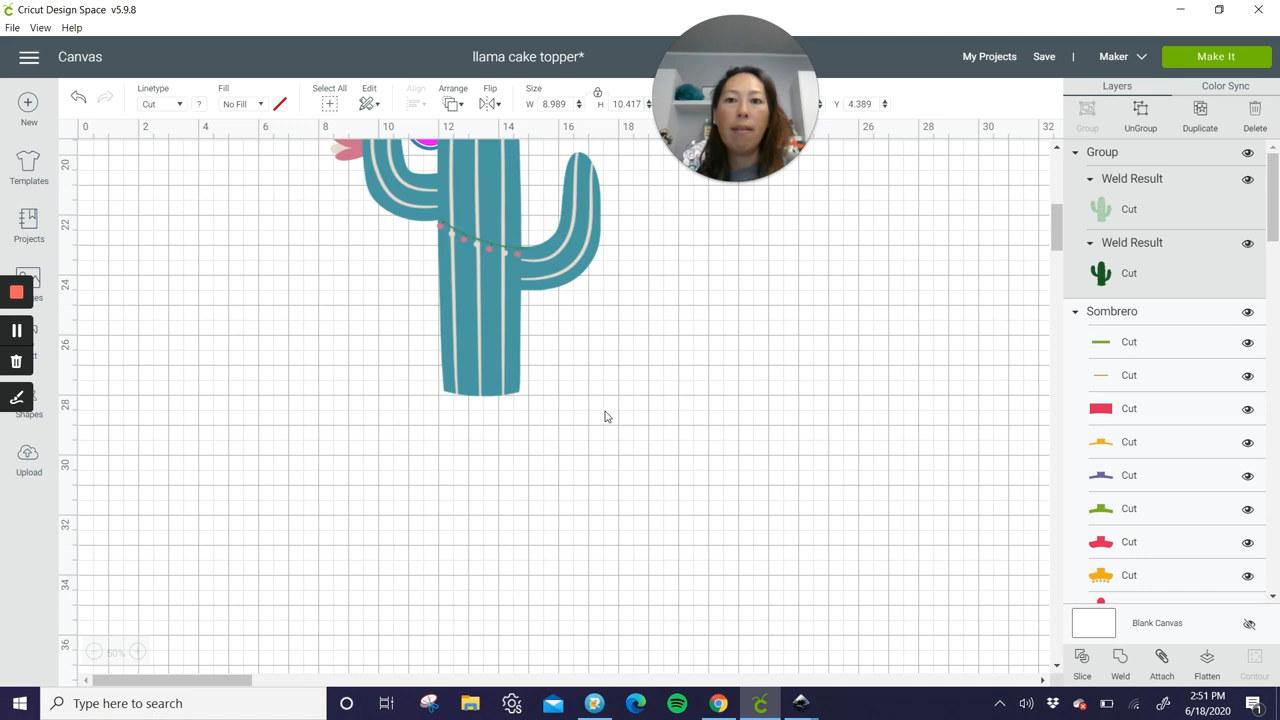 Cricut Design Space v5.9.8
File View Help
Canvas
llama cake topper*
My Projects Save | Maker Make It
Linetype
Cut ?
Fill
No Fill
Select All
Edit
Align
Arrange
Flip
Size
W 8.989 H 10.417
Y 4.389
Layers Color Sync
Group UnGroup Duplicate Delete
0 2 4 6 8 10 12 14 16 18 26 28 30 32
20
22
24
26
28
30
32
34
36
New
Templates
Projects
Shapes
Upload
Group
Weld Result
Cut
Weld Result
Cut
Sombrero
Cut
Cut
Cut
Cut
Cut
Cut
Cut
Cut
Blank Canvas
Slice Weld Attach Flatten Contour
50%
Type here to search
2:51 PM
6/18/2020